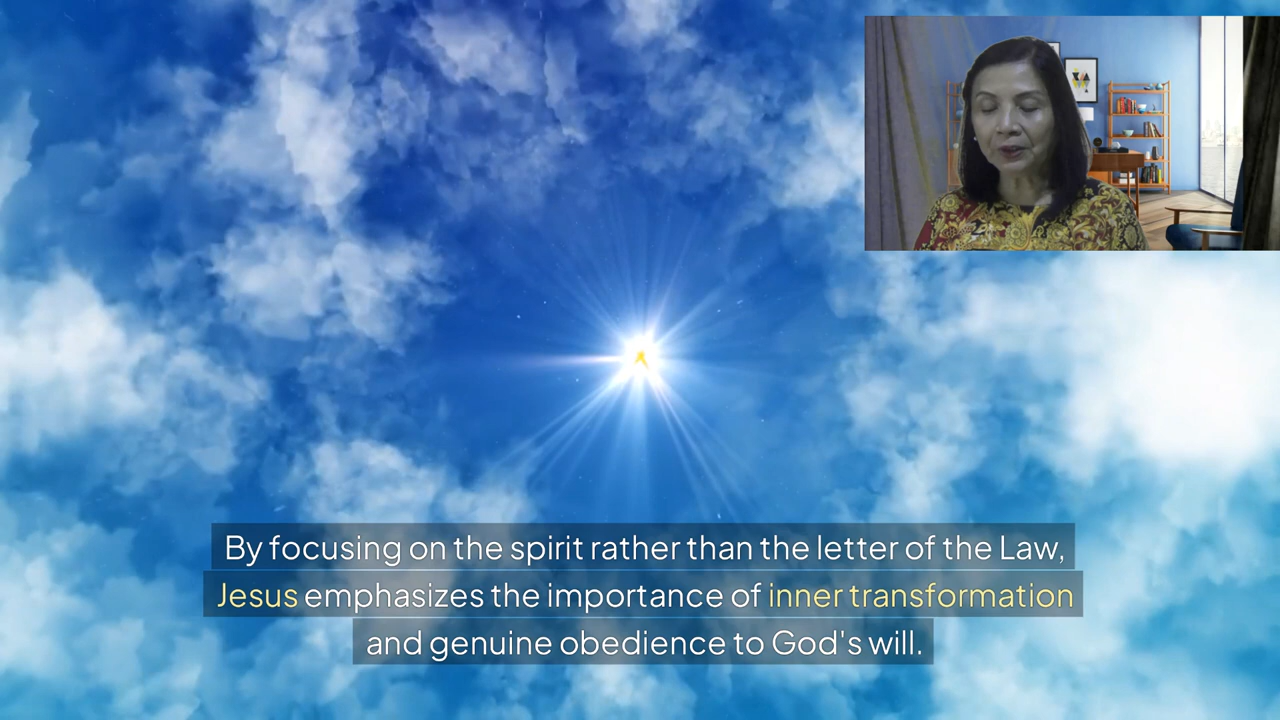 By focusing on the spirit rather than the letter of the Law,
Jesus emphasizes the importance of inner transformation
and genuine obedience to God's will.